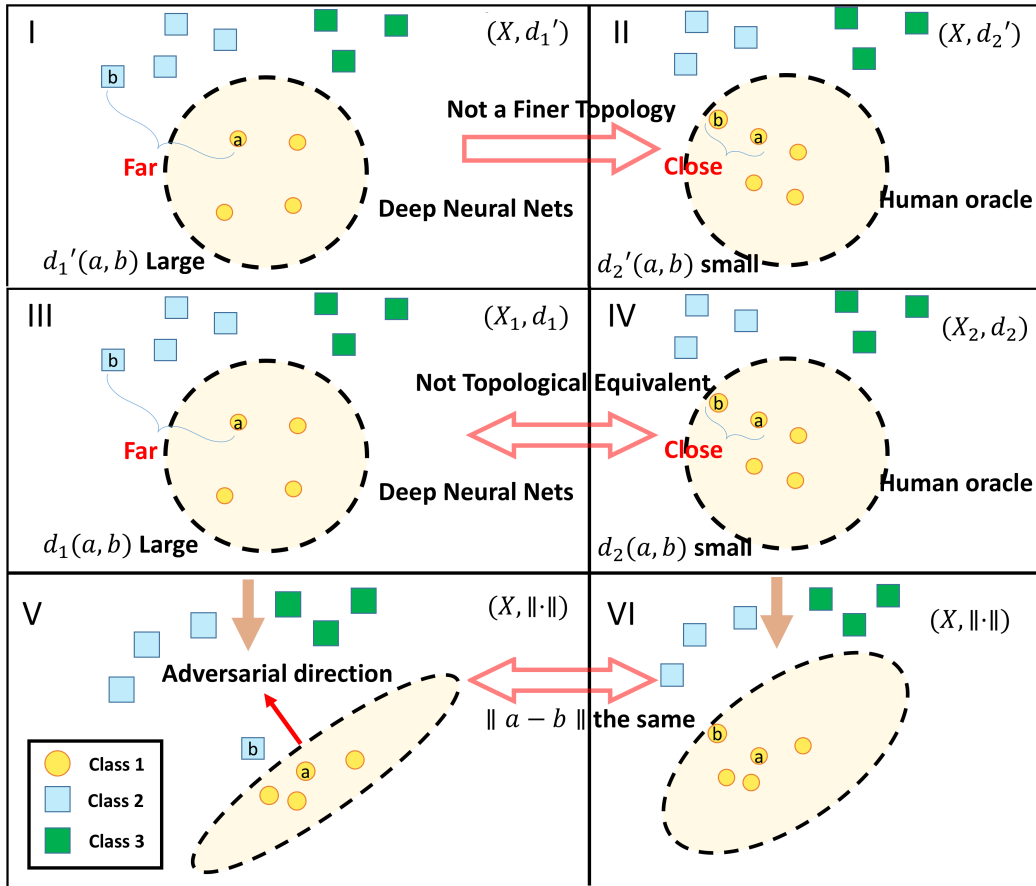 I
(X, d₁′)
b
a
Far
Deep Neural Nets
d₁′(a, b) Large
Not a Finer Topology
II
(X, d₂′)
b
a
Close
Human oracle
d₂′(a, b) small
III
(X₁, d₁)
b
a
Far
Deep Neural Nets
d₁(a, b) Large
Not Topological Equivalent
IV
(X₂, d₂)
b
a
Close
Human oracle
d₂(a, b) small
V
(X, ‖·‖)
Adversarial direction
b
a
‖ a − b ‖ the same
VI
(X, ‖·‖)
b
a
Class 1
Class 2
Class 3